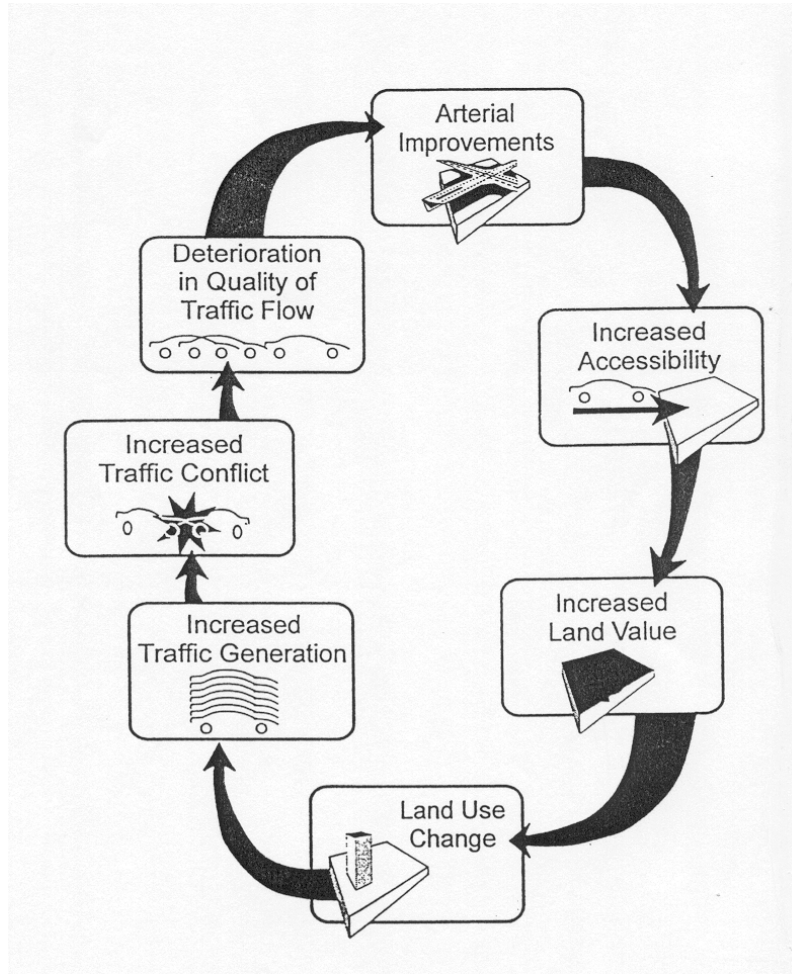 Arterial
Improvements
Increased
Accessibility
Increased
Land Value
Land Use
Change
Increased
Traffic Generation
Increased
Traffic Conflict
Deterioration
in Quality of
Traffic Flow